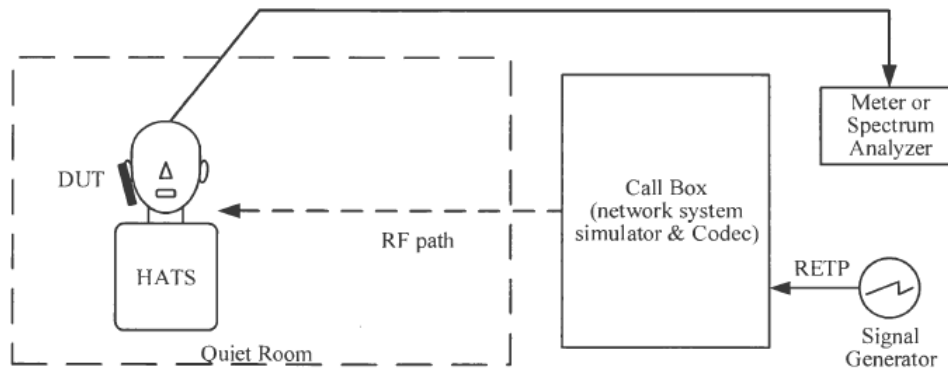 DUT
HATS
Quiet Room
RF path
Call Box
(network system
simulator & Codec)
Meter or
Spectrum
Analyzer
RETP
Signal
Generator